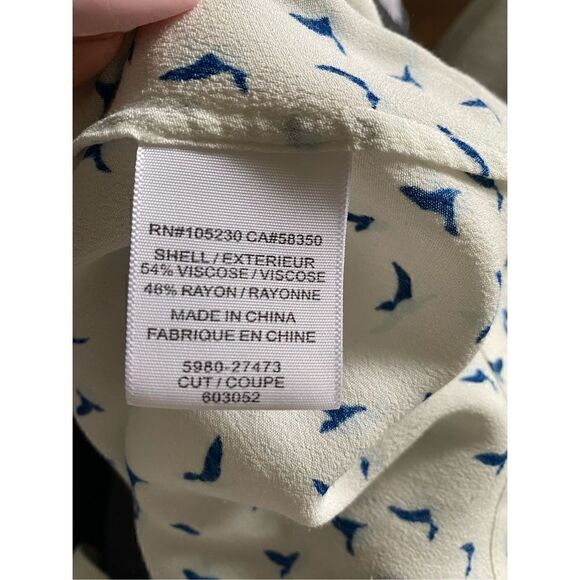 RN#105230 CA#58350
SHELL / EXTERIEUR
54% VISCOSE / VISCOSE
46% RAYON / RAYONNE
MADE IN CHINA
FABRIQUE EN CHINE
5980-27473
CUT / COUPE
603052